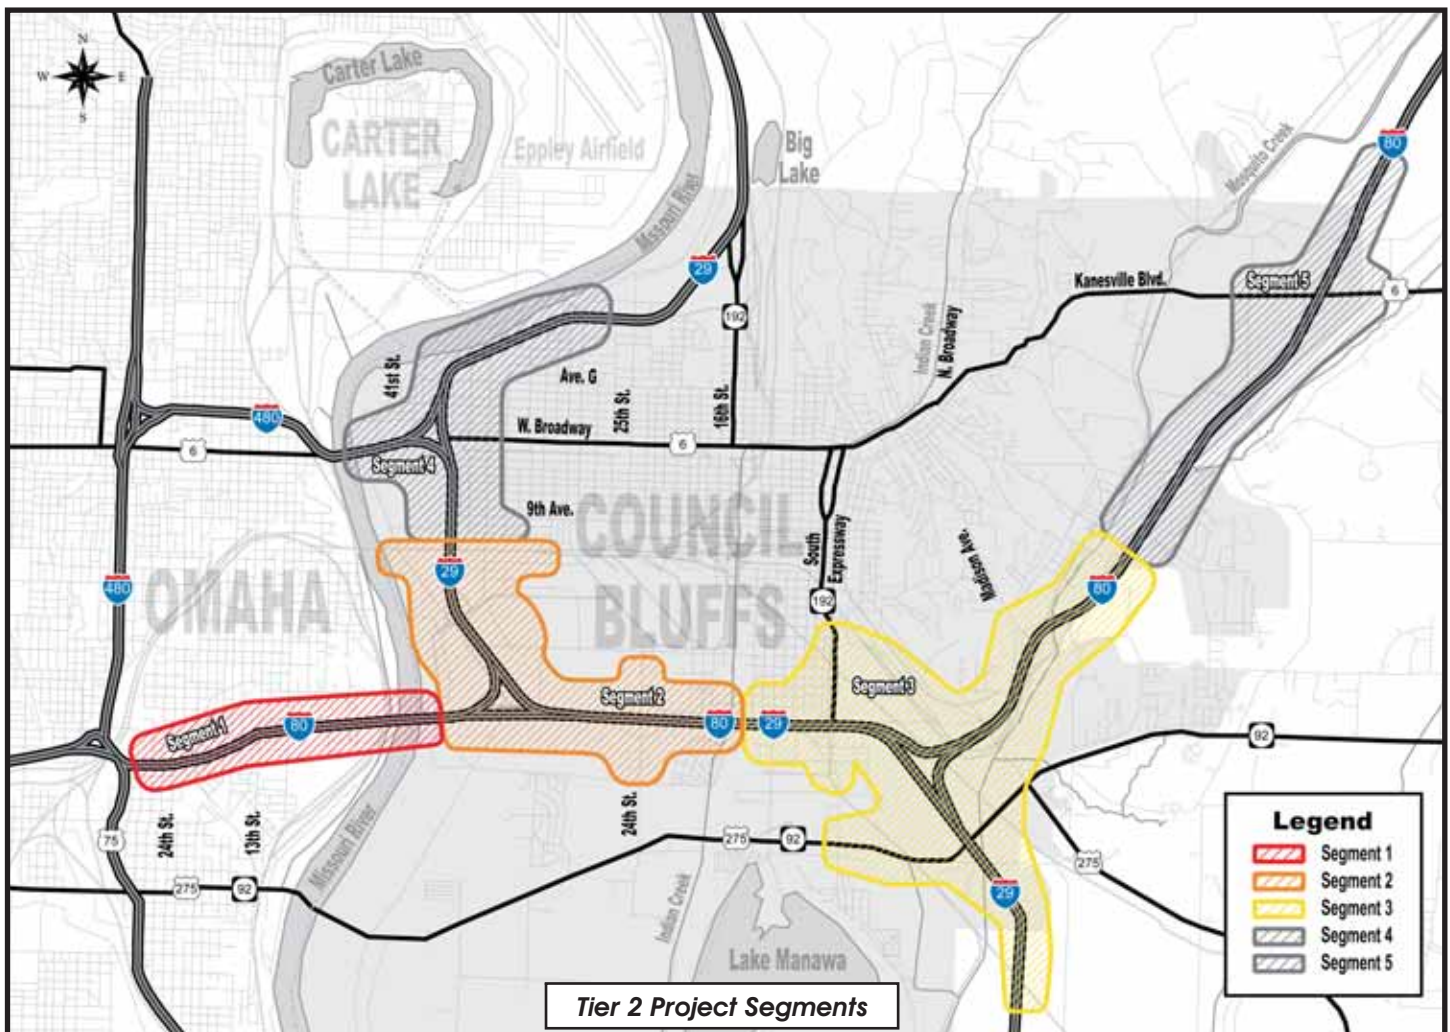 N
W E
S
Carter Lake
CARTER
LAKE
Eppley Airfield
Big
Lake
Missouri River
Mosquito Creek
80
29
192
Kanesville Blvd.
Segment 5
6
Indian Creek
N. Broadway
41st St.
Ave. G
25th St.
16th St.
480
W. Broadway
6
6
Segment 4
9th Ave.
COUNCIL
BLUFFS
South
Expressway
Madison Ave.
OMAHA
480
29
192
80
Segment 1
80
Segment 2
80
29
Segment 3
92
24th St.
13th St.
75
Missouri River
24th St.
275
92
275
92
275
29
Indian Creek
Lake Manawa
Legend
Segment 1
Segment 2
Segment 3
Segment 4
Segment 5
Tier 2 Project Segments